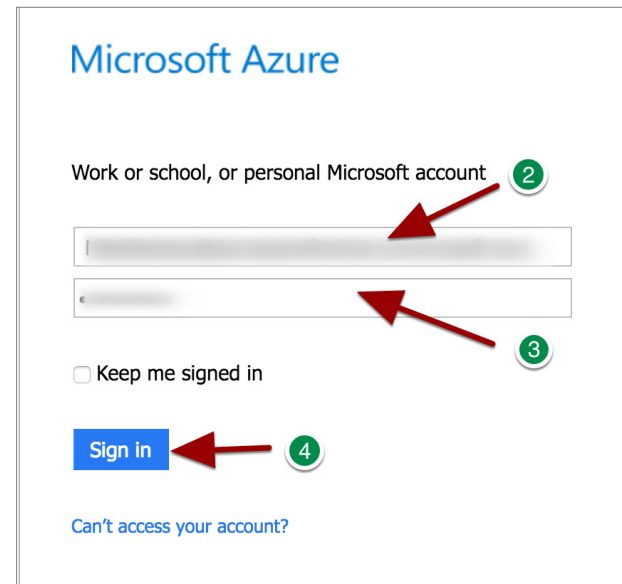 Microsoft Azure
Work or school, or personal Microsoft account
2
3
Keep me signed in
Sign in
4
Can't access your account?